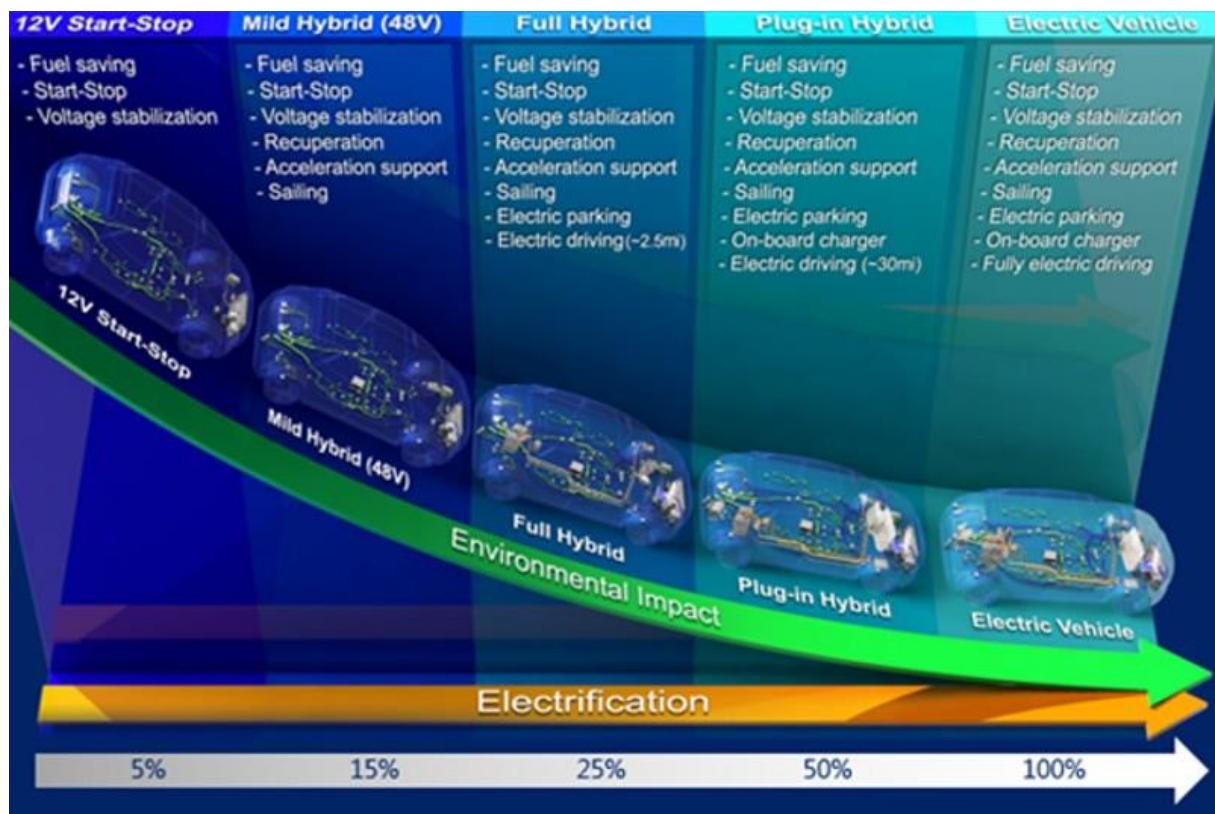 12V Start-Stop
Mild Hybrid (48V)
Full Hybrid
Plug-in Hybrid
Electric Vehicle
- Fuel saving
- Start-Stop
- Voltage stabilization
- Fuel saving
- Start-Stop
- Voltage stabilization
- Recuperation
- Acceleration support
- Sailing
- Fuel saving
- Start-Stop
- Voltage stabilization
- Recuperation
- Acceleration support
- Sailing
- Electric parking
- Electric driving (~2.5mi)
- Fuel saving
- Start-Stop
- Voltage stabilization
- Recuperation
- Acceleration support
- Sailing
- Electric parking
- On-board charger
- Electric driving (~30mi)
- Fuel saving
- Start-Stop
- Voltage stabilization
- Recuperation
- Acceleration support
- Sailing
- Electric parking
- On-board charger
- Fully electric driving
12V Start-Stop
Mild Hybrid (48V)
Full Hybrid
Plug-in Hybrid
Electric Vehicle
Environmental Impact
Electrification
5%
15%
25%
50%
100%